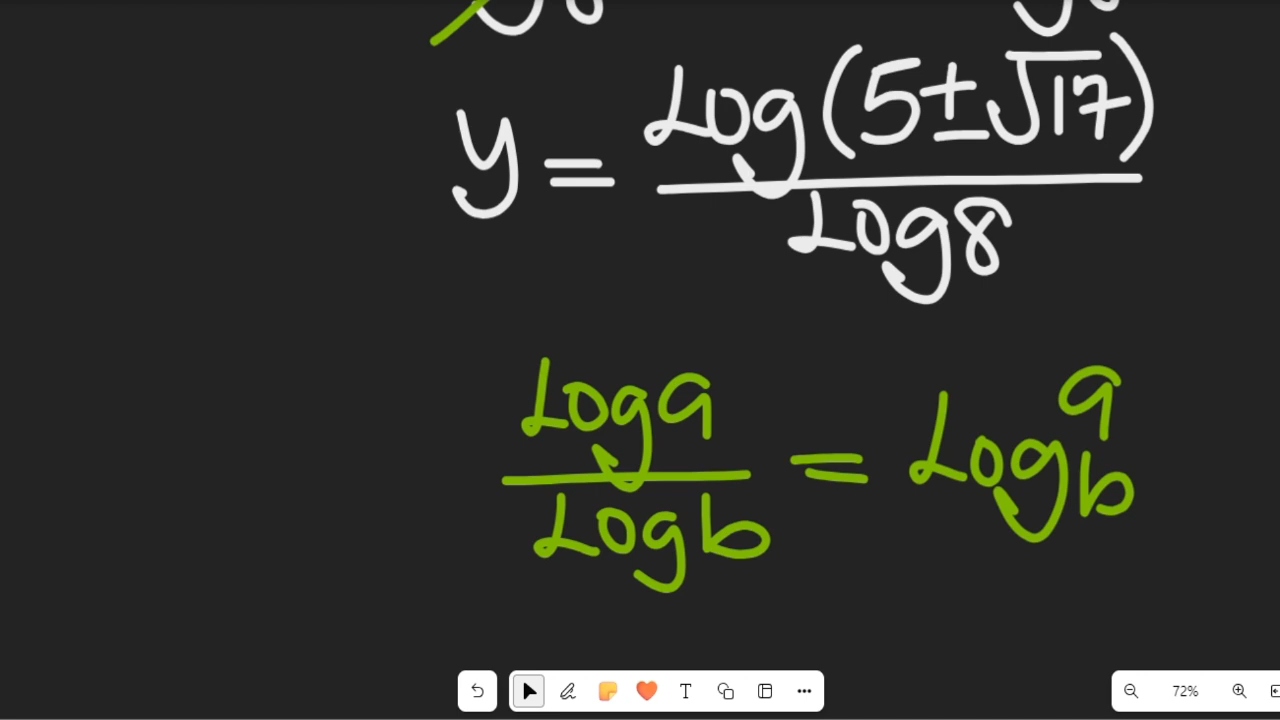 y = Log(5±√17) / Log8
Loga / Logb = Log_b^a
T
72%